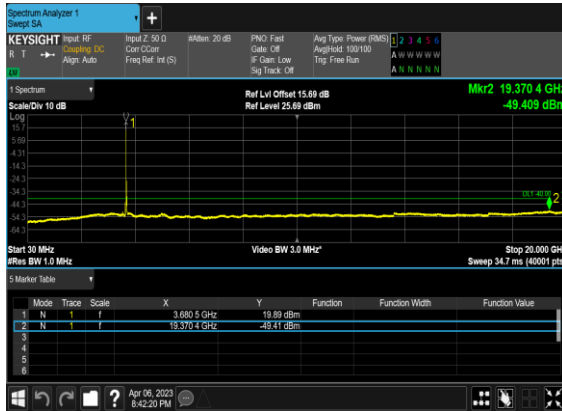 Spectrum Analyzer 1
Swept SA
+
KEYSIGHT Input: RF Input Z: 50 Ω #Atten: 20 dB PNO: Fast Avg Type: Power (RMS) 1 2 3 4 5 6
R T Coupling: DC Corr CCorr Gate: Off Avg|Hold: 100/100 A W W W W W
Align: Auto Freq Ref: Int (S) IF Gain: Low Trig: Free Run
Sig Track: Off A N N N N N
1 Spectrum Ref Lvl Offset 15.69 dB Mkr2 19.370 4 GHz
Scale/Div 10 dB Ref Level 25.69 dBm -49.409 dBm
Log
15.7
5.69
-4.31
-14.3
-24.3
-34.3
-44.3
-54.3
-64.3
1
2
Start 30 MHz Video BW 3.0 MHz* Stop 20.000 GHz
#Res BW 1.0 MHz Sweep 34.7 ms (40001 pts)
5 Marker Table
Mode Trace Scale X Y Function Function Width Function Value
1 N 1 f 3.680 5 GHz 19.89 dBm
2 N 1 f 19.370 4 GHz -49.41 dBm
3
4
5
6
? Apr 06, 2023
8:42:20 PM